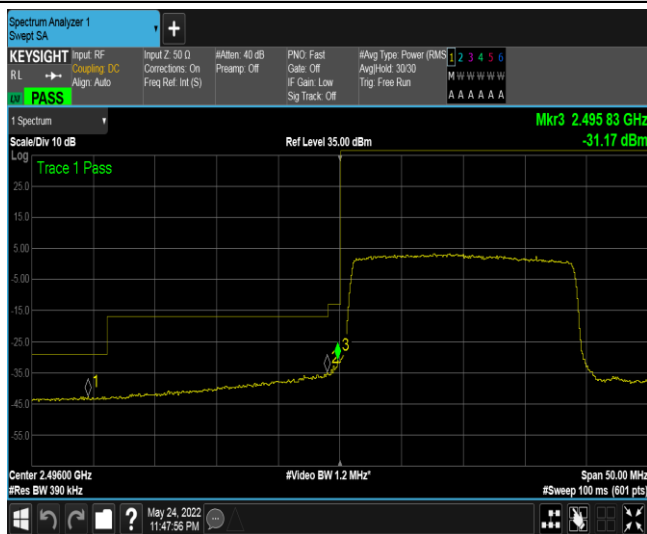 Spectrum Analyzer 1
Swept SA
KEYSIGHT
RL
PASS
Input: RF
Coupling: DC
Align: Auto
Input Z: 50 Ω
Corrections: On
Freq Ref: Int (S)
#Atten: 40 dB
Preamp: Off
PNO: Fast
Gate: Off
IF Gain: Low
Sig Track: Off
#Avg Type: Power (RMS
Avg|Hold: 30/30
Trig: Free Run
1 2 3 4 5 6
M W W W W W
A A A A A A
1 Spectrum
Mkr3 2.495 83 GHz
-31.17 dBm
Scale/Div 10 dB
Ref Level 35.00 dBm
Log
Trace 1 Pass
25.0
15.0
5.00
-5.00
-15.0
-25.0
-35.0
-45.0
-55.0
1
2
3
Center 2.49600 GHz
#Video BW 1.2 MHz*
Span 50.00 MHz
#Res BW 390 kHz
#Sweep 100 ms (601 pts)
?
May 24, 2022
11:47:56 PM